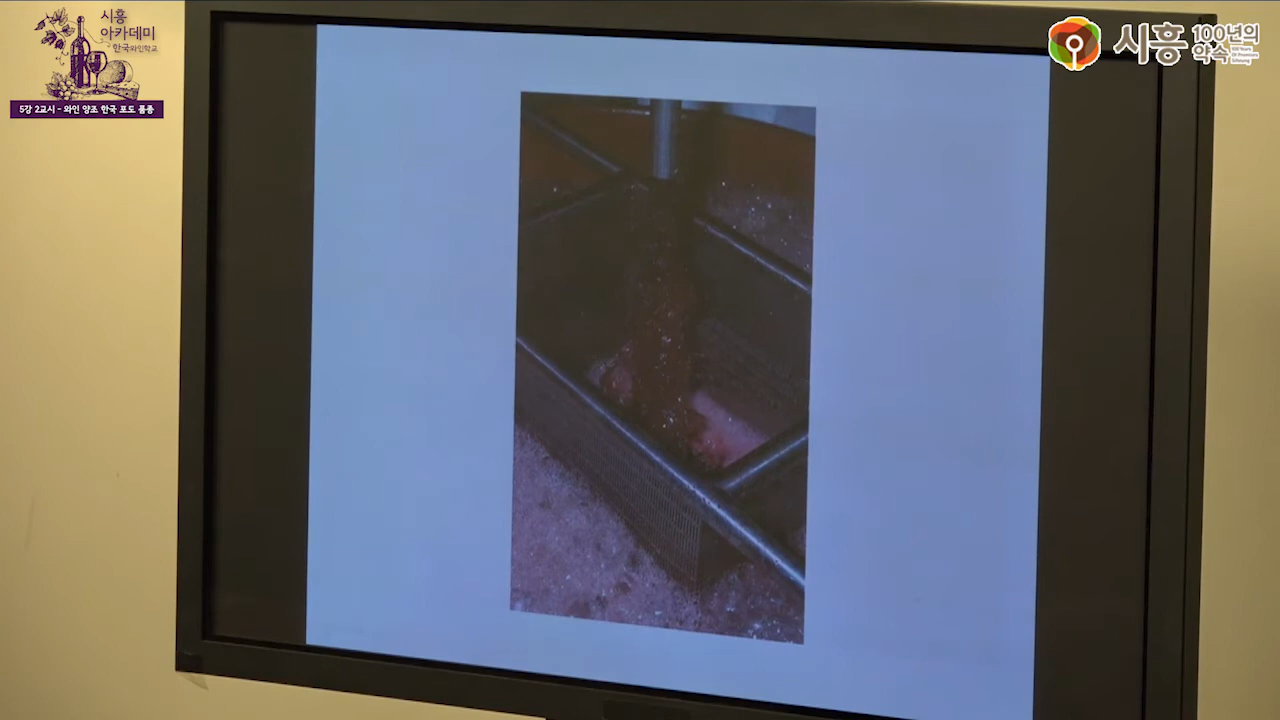 시흥
아카데미
한국와인학교
5강 2교시 - 와인 양조 한국 포도 품종
시흥
100년의
약속